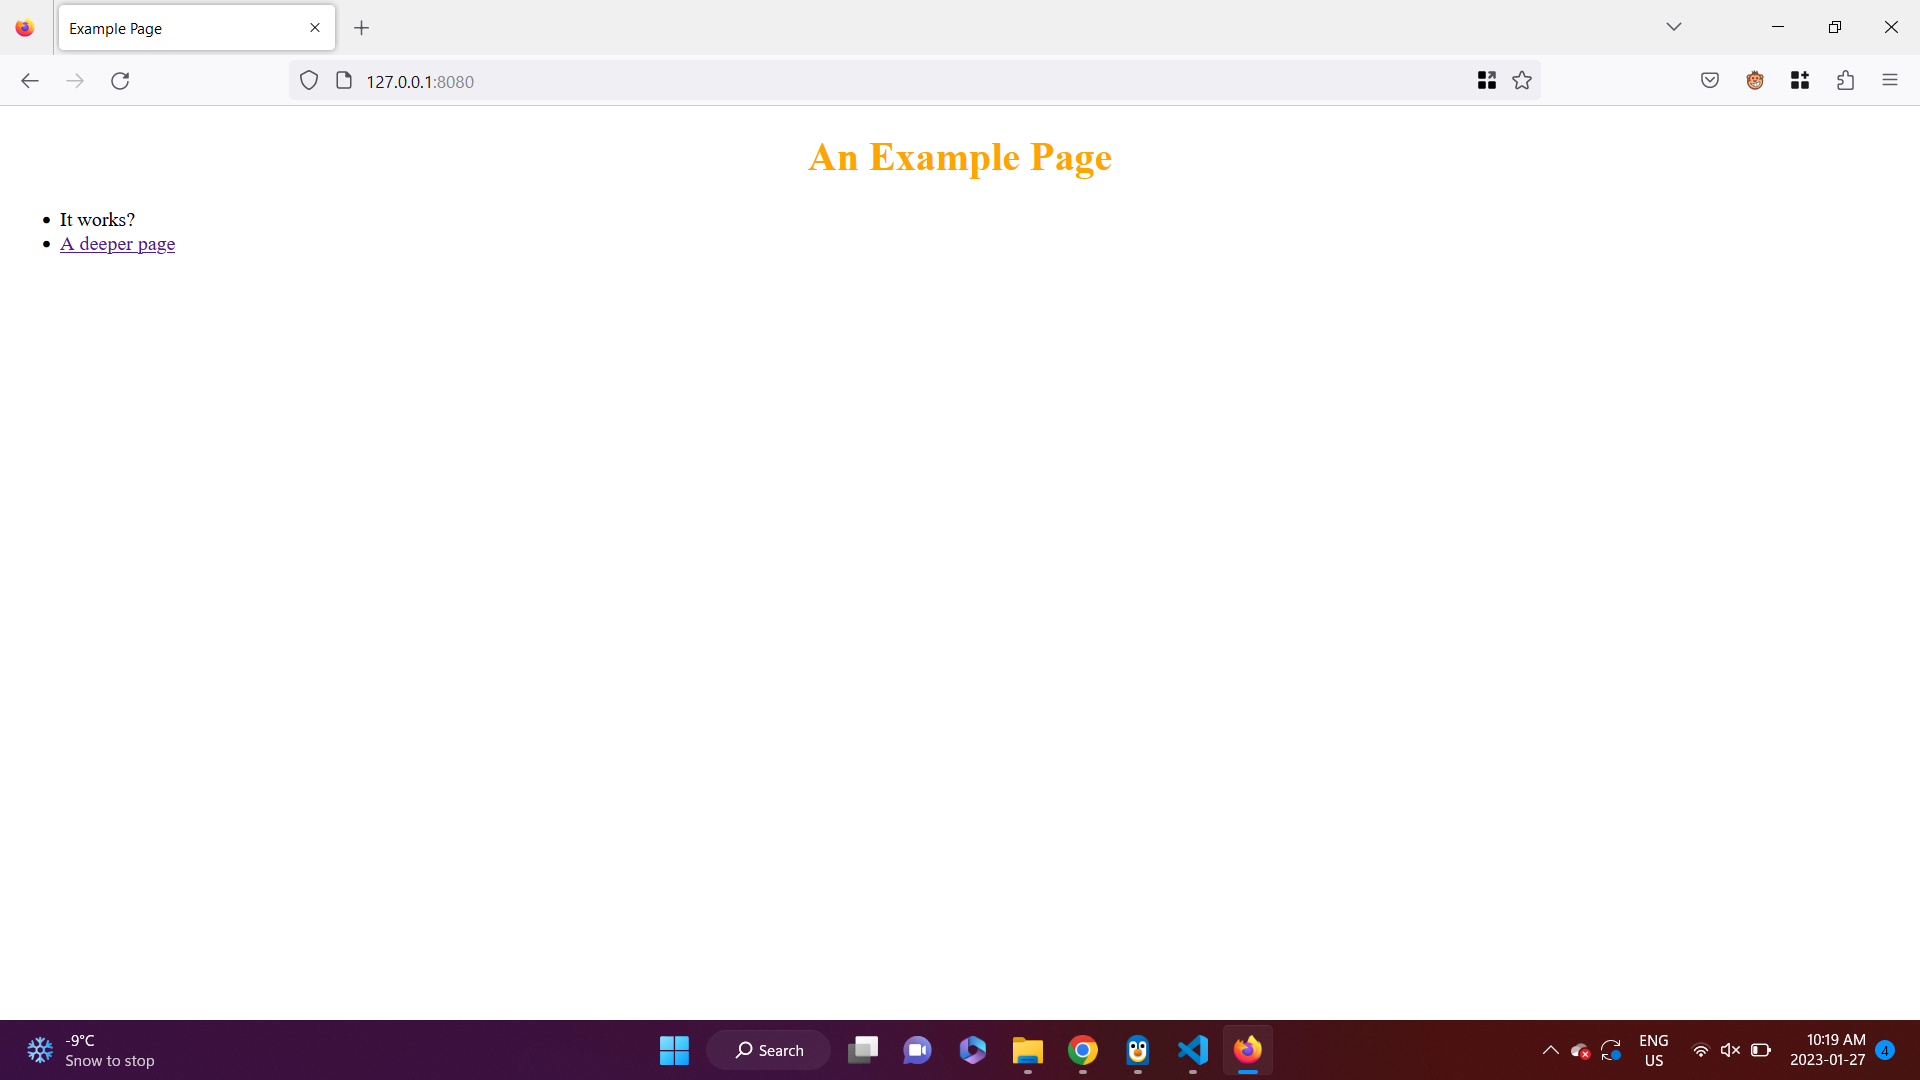 Example Page
127.0.0.1:8080
An Example Page
It works?
A deeper page
-9°C
Snow to stop
Search
ENG
US
10:19 AM
2023-01-27
4